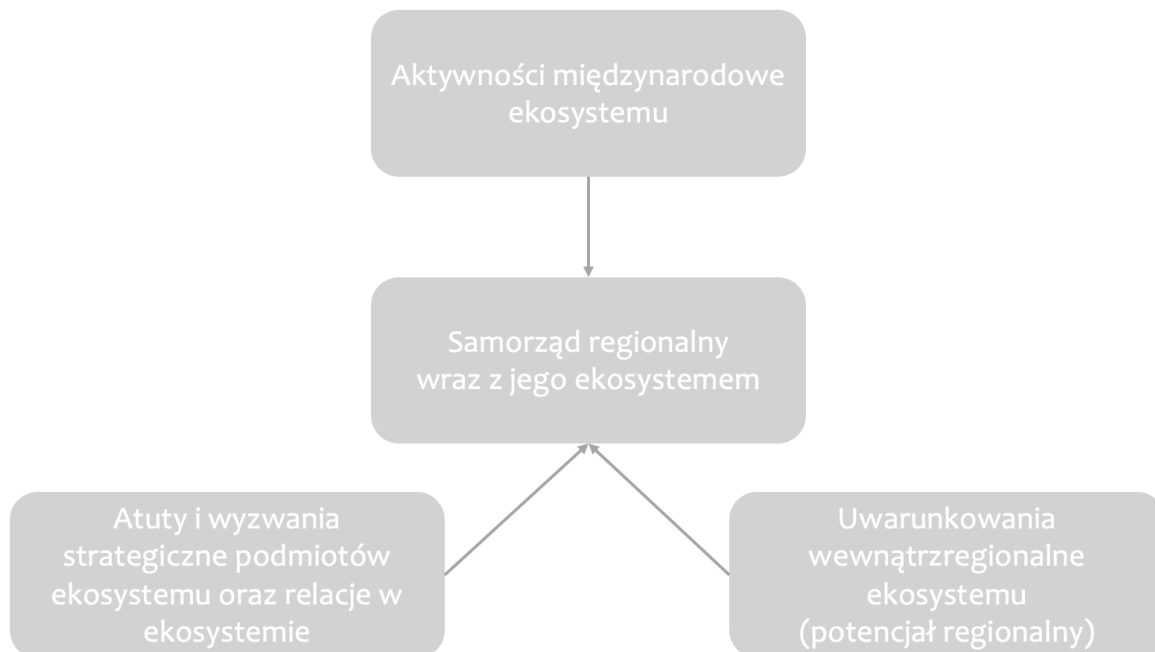 Aktywności międzynarodowe
ekosystemu
Samorząd regionalny
wraz z jego ekosystemem
Atuty i wyzwania
strategiczne podmiotów
ekosystemu oraz relacje w
ekosystemie
Uwarunkowania
wewnątrzregionalne
ekosystemu
(potencjał regionalny)